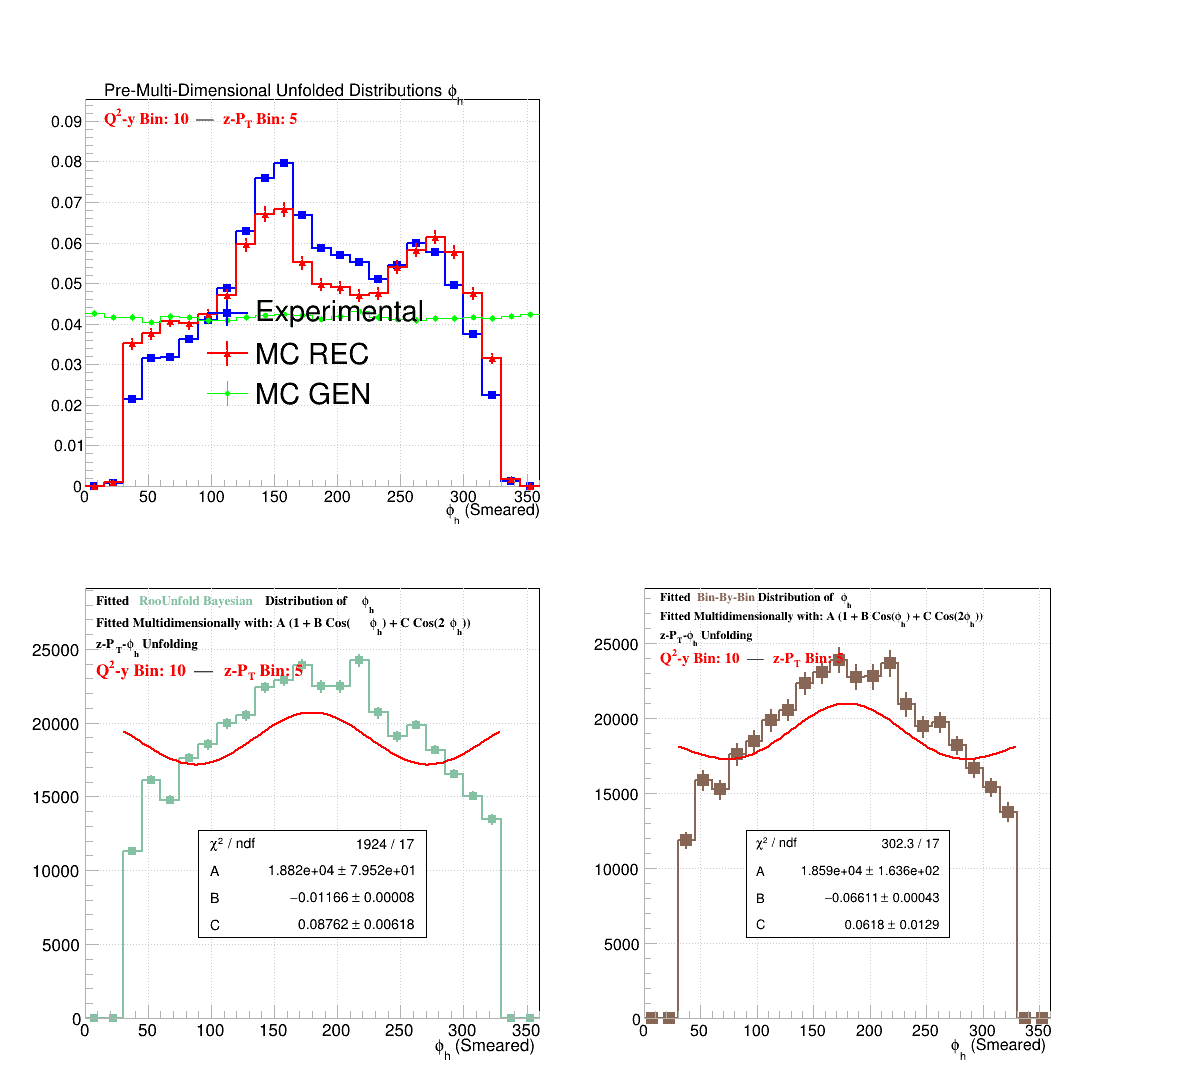 Pre-Multi-Dimensional Unfolded Distributions ϕh
Q²-y Bin: 10 — z-PT Bin: 5
0.09
0.08
0.07
0.06
0.05
0.04
0.03
0.02
0.01
0
Experimental
MC REC
MC GEN
0 50 100 150 200 250 300 350
ϕh (Smeared)
Fitted RooUnfold Bayesian Distribution of ϕh
Fitted Multidimensionally with: A (1 + B Cos( ϕh) + C Cos(2 ϕh))
z-PT-ϕh Unfolding
Q²-y Bin: 10 — z-PT Bin: 5
25000
20000
15000
10000
5000
0
χ² / ndf 1924 / 17
A 1.882e+04 ± 7.952e+01
B −0.01166 ± 0.00008
C 0.08762 ± 0.00618
0 50 100 150 200 250 300
ϕh (Smeared)
Fitted Bin-By-Bin Distribution of ϕh
Fitted Multidimensionally with: A (1 + B Cos(ϕh) + C Cos(2ϕh))
z-PT-ϕh Unfolding
Q²-y Bin: 10 — z-PT Bin: 5
25000
20000
15000
10000
5000
0
χ² / ndf 302.3 / 17
A 1.859e+04 ± 1.636e+02
B −0.06611 ± 0.00043
C 0.0618 ± 0.0129
0 50 100 150 200 250 300 350
ϕh (Smeared)